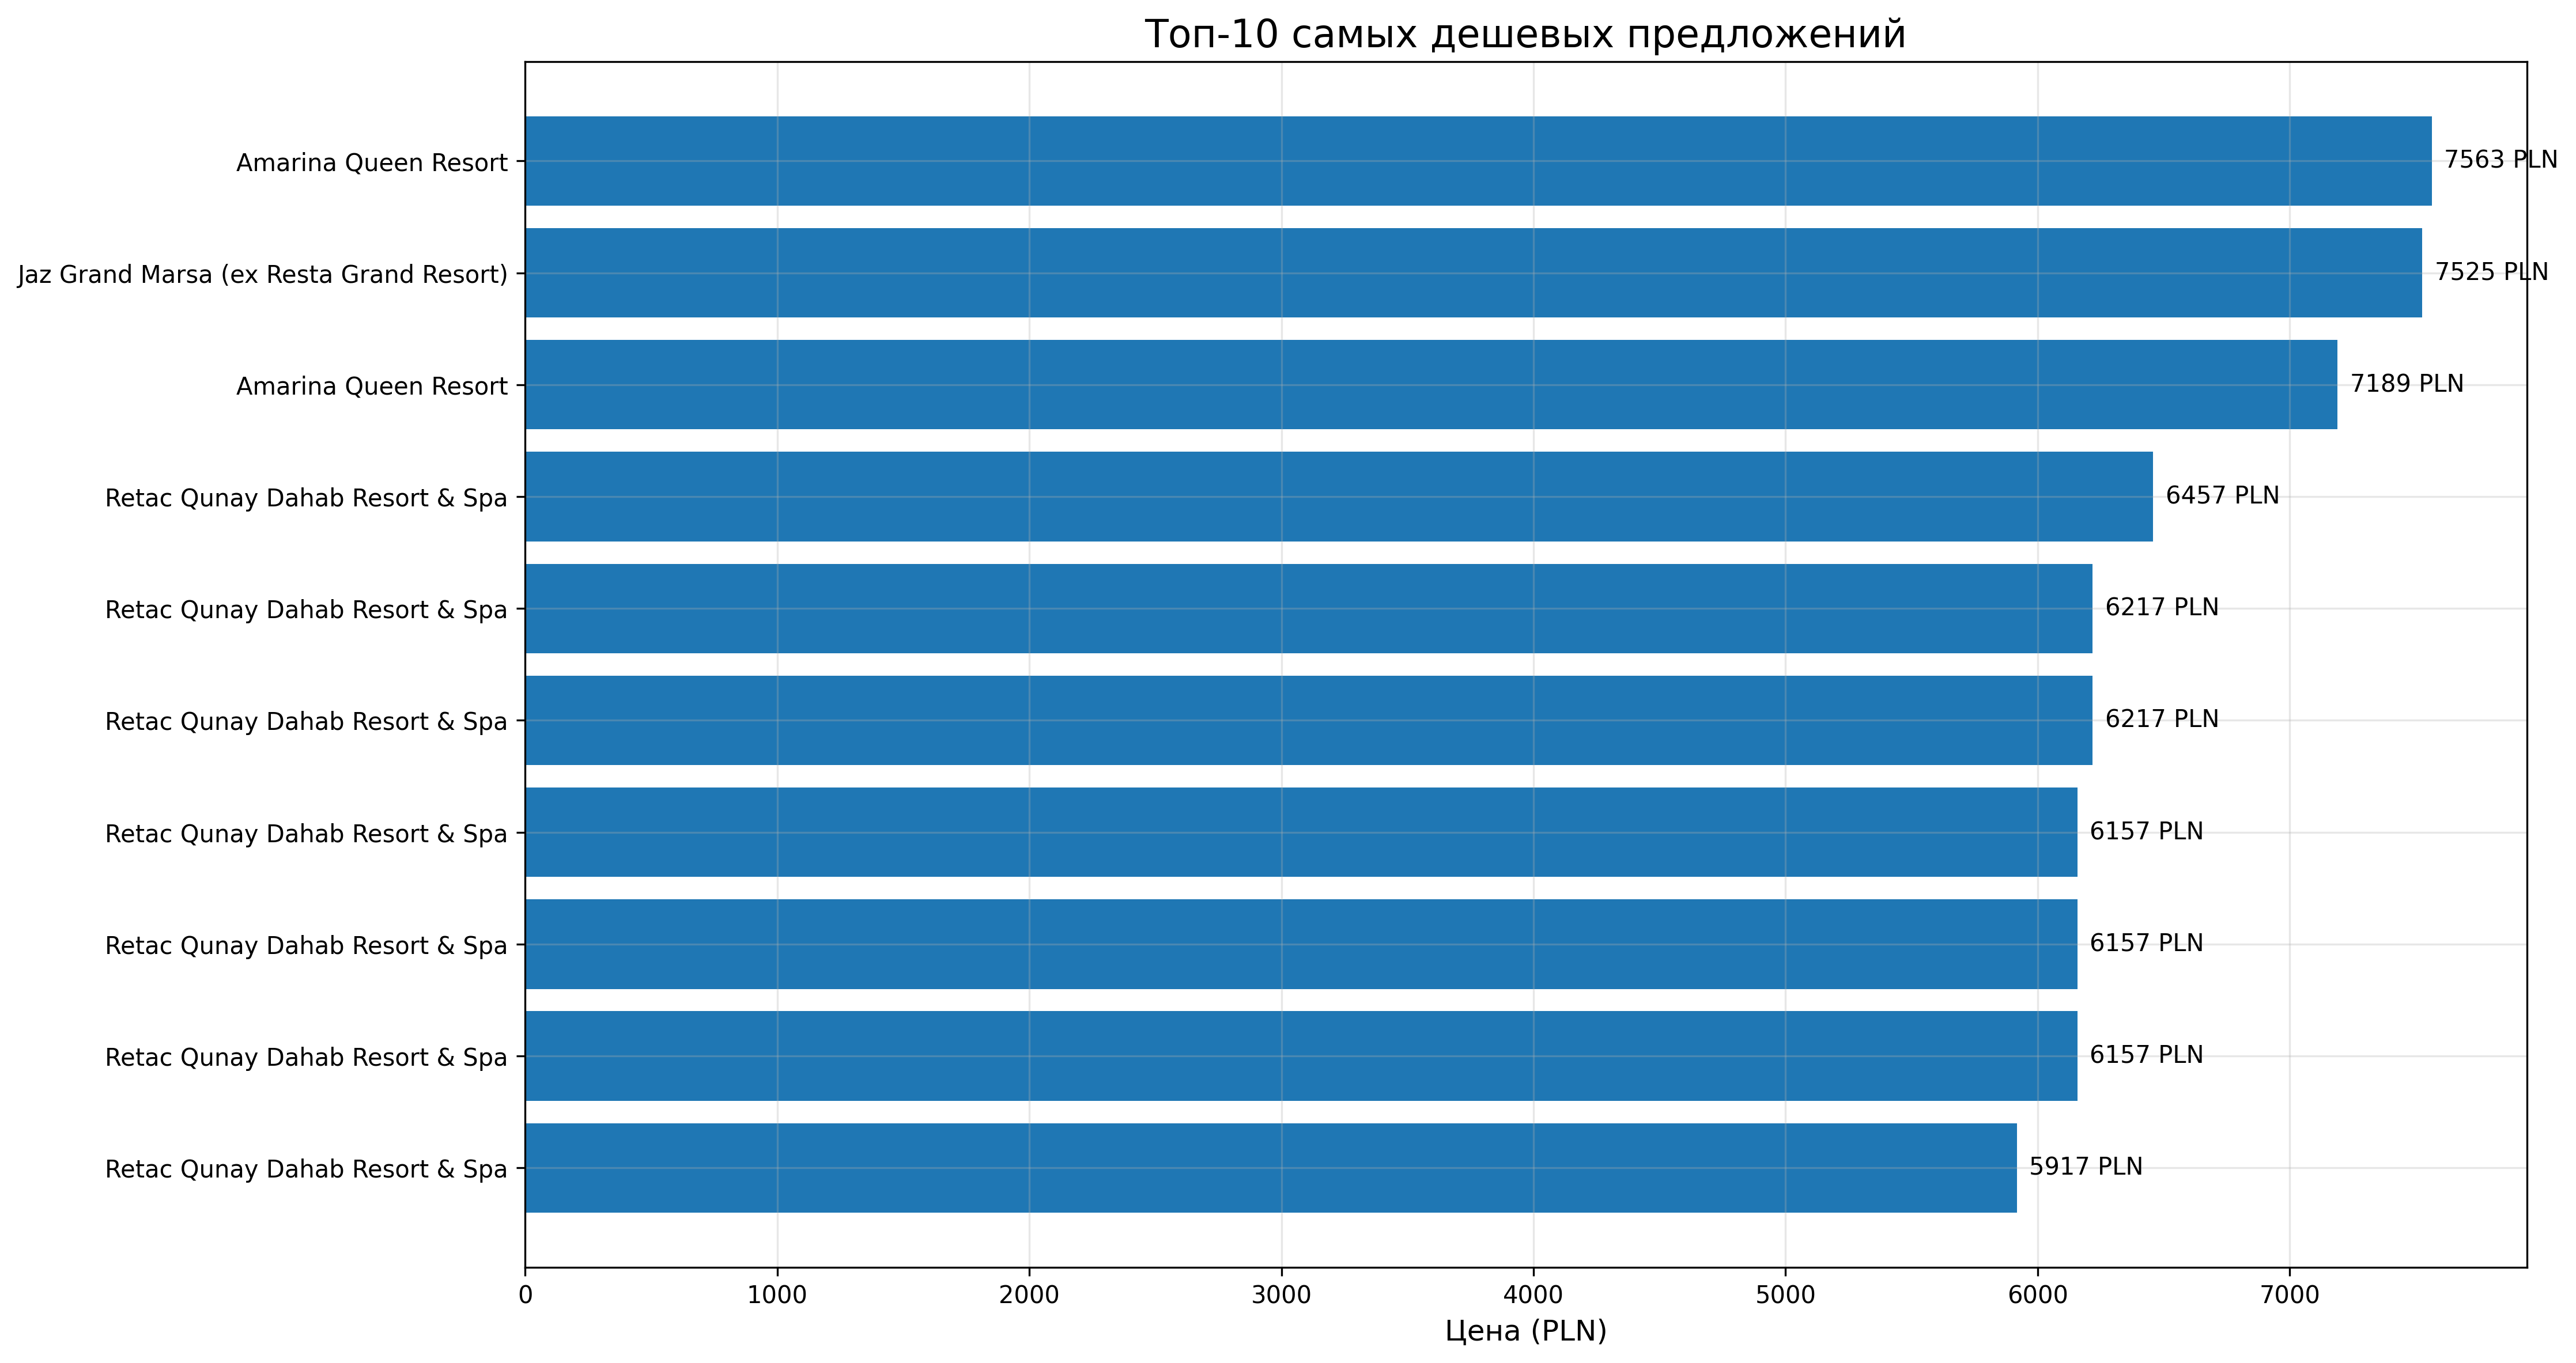 Топ-10 самых дешевых предложений
Amarina Queen Resort 7563 PLN
Jaz Grand Marsa (ex Resta Grand Resort) 7525 PLN
Amarina Queen Resort 7189 PLN
Retac Qunay Dahab Resort & Spa 6457 PLN
Retac Qunay Dahab Resort & Spa 6217 PLN
Retac Qunay Dahab Resort & Spa 6217 PLN
Retac Qunay Dahab Resort & Spa 6157 PLN
Retac Qunay Dahab Resort & Spa 6157 PLN
Retac Qunay Dahab Resort & Spa 6157 PLN
Retac Qunay Dahab Resort & Spa 5917 PLN
0 1000 2000 3000 4000 5000 6000 7000
Цена (PLN)